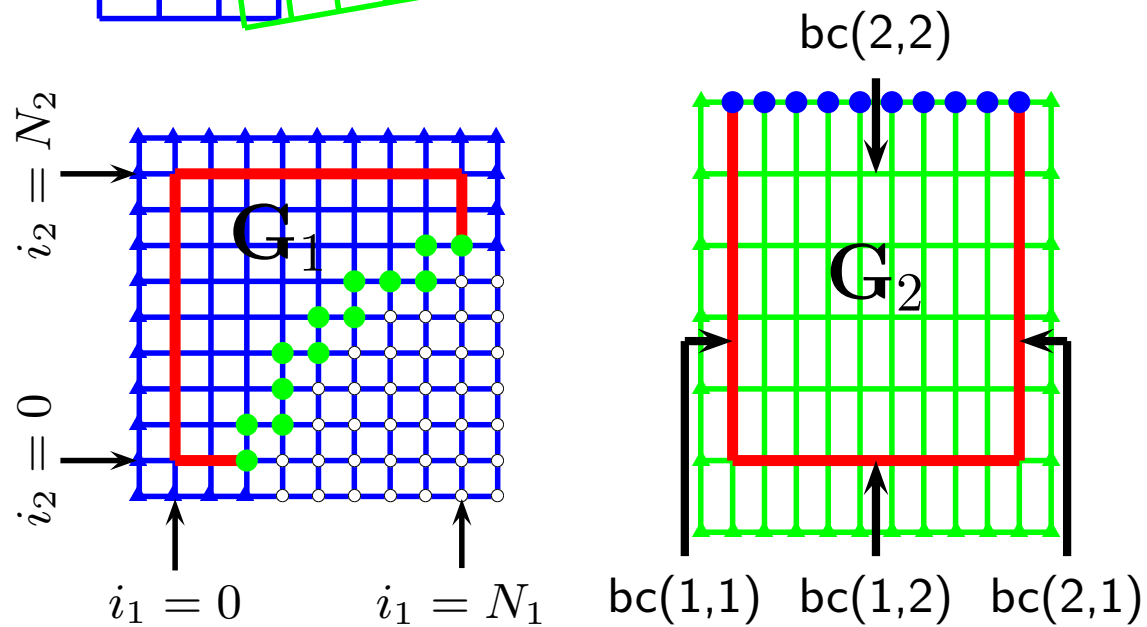 bc(2,2)
i₂ = N₂
G₁
G₂
i₂ = 0
i₁ = 0
i₁ = N₁
bc(1,1)
bc(1,2)
bc(2,1)